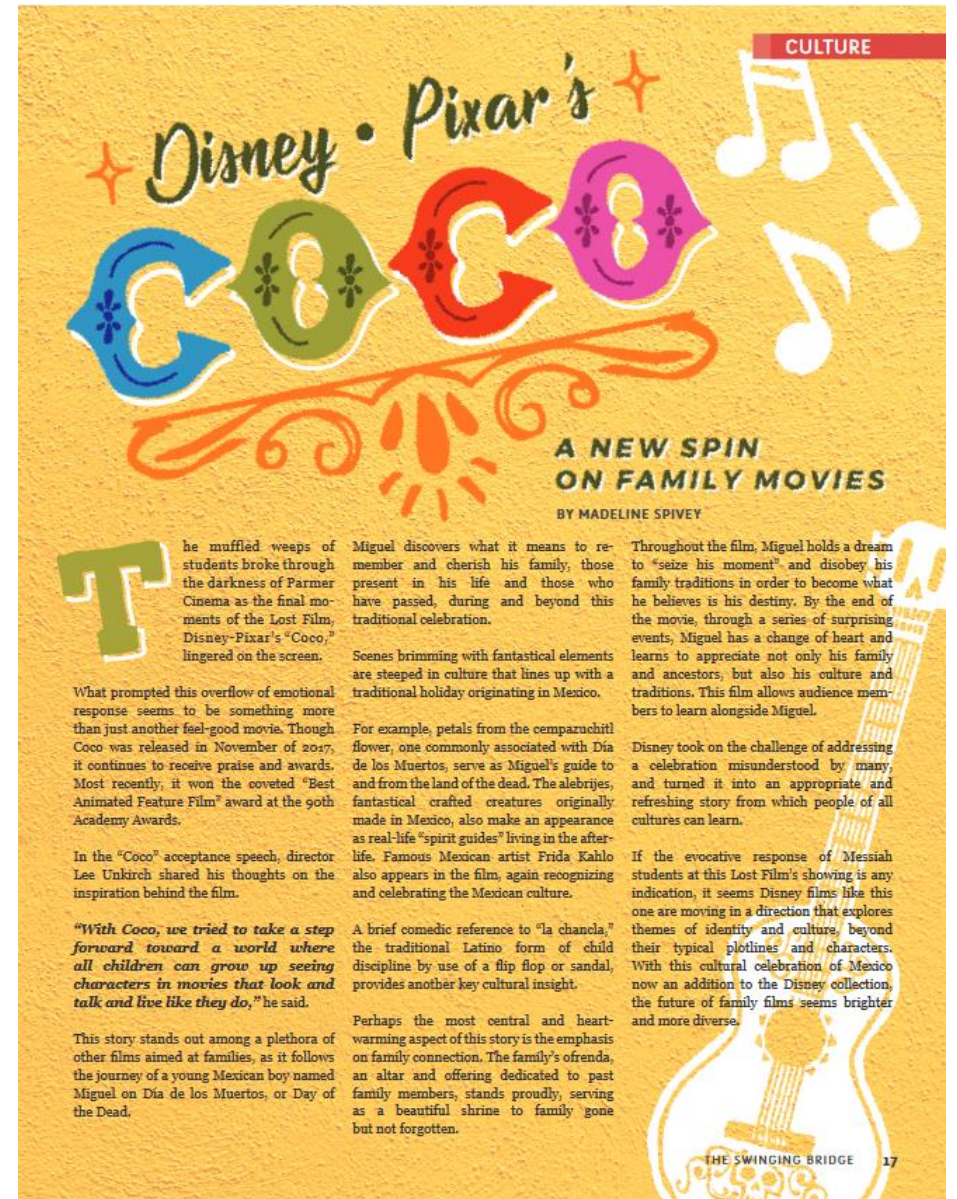 CULTURE
Disney • Pixar's
COCO
A NEW SPIN
ON FAMILY MOVIES
BY MADELINE SPIVEY
The muffled weeps of
students broke through
the darkness of Parmer
Cinema as the final mo-
ments of the Lost Film,
Disney-Pixar's “Coco,”
lingered on the screen.
What prompted this overflow of emotional
response seems to be something more
than just another feel-good movie. Though
Coco was released in November of 2017,
it continues to receive praise and awards.
Most recently, it won the coveted “Best
Animated Feature Film” award at the 90th
Academy Awards.
In the “Coco” acceptance speech, director
Lee Unkirch shared his thoughts on the
inspiration behind the film.
“With Coco, we tried to take a step
forward toward a world where
all children can grow up seeing
characters in movies that look and
talk and live like they do,” he said.
This story stands out among a plethora of
other films aimed at families, as it follows
the journey of a young Mexican boy named
Miguel on Día de los Muertos, or Day of
the Dead.
Miguel discovers what it means to re-
member and cherish his family, those
present in his life and those who
have passed, during and beyond this
traditional celebration.
Scenes brimming with fantastical elements
are steeped in culture that lines up with a
traditional holiday originating in Mexico.
For example, petals from the cempazuchitl
flower, one commonly associated with Día
de los Muertos, serve as Miguel's guide to
and from the land of the dead. The alebrijes,
fantastical crafted creatures originally
made in Mexico, also make an appearance
as real-life “spirit guides” living in the after-
life. Famous Mexican artist Frida Kahlo
also appears in the film, again recognizing
and celebrating the Mexican culture.
A brief comedic reference to “la chancla,”
the traditional Latino form of child
discipline by use of a flip flop or sandal,
provides another key cultural insight.
Perhaps the most central and heart-
warming aspect of this story is the emphasis
on family connection. The family's ofrenda,
an altar and offering dedicated to past
family members, stands proudly, serving
as a beautiful shrine to family gone
but not forgotten.
Throughout the film, Miguel holds a dream
to “seize his moment” and disobey his
family traditions in order to become what
he believes is his destiny. By the end of
the movie, through a series of surprising
events, Miguel has a change of heart and
learns to appreciate not only his family
and ancestors, but also his culture and
traditions. This film allows audience mem-
bers to learn alongside Miguel.
Disney took on the challenge of addressing
a celebration misunderstood by many,
and turned it into an appropriate and
refreshing story from which people of all
cultures can learn.
If the evocative response of Messiah
students at this Lost Film's showing is any
indication, it seems Disney films like this
one are moving in a direction that explores
themes of identity and culture, beyond
their typical plotlines and characters.
With this cultural celebration of Mexico
now an addition to the Disney collection,
the future of family films seems brighter
and more diverse.
THE SWINGING BRIDGE 17